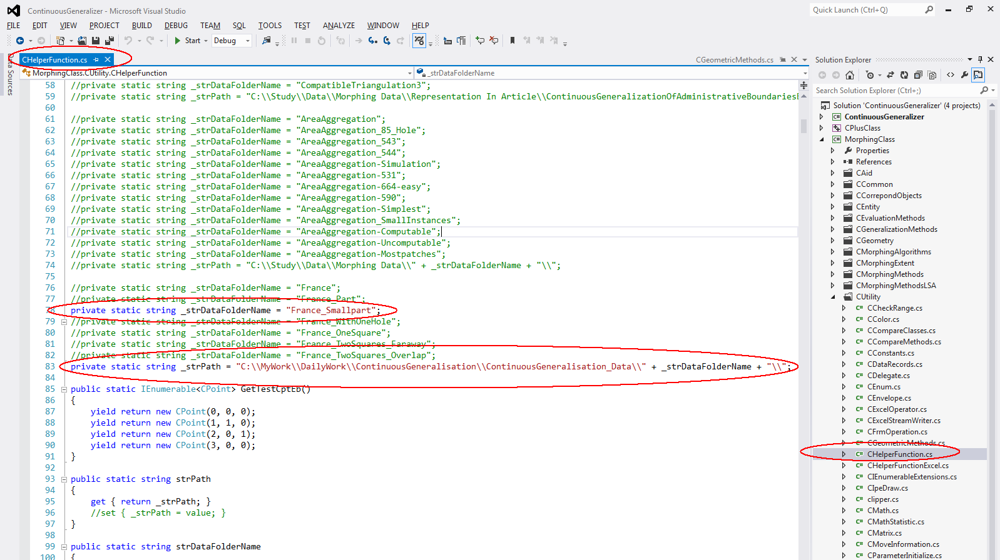 ContinuousGeneralizer - Microsoft Visual Studio
Quick Launch (Ctrl+Q)
FILE EDIT VIEW PROJECT BUILD DEBUG TEAM SQL TOOLS TEST ANALYZE WINDOW HELP
Start Debug
Data Sources
CHelperFunction.cs
CGeometricMethods.cs
MorphingClass.CUtility.CHelperFunction
_strDataFolderName
58 //private static string _strDataFolderName = "CompatibleTriangulation3";
59 //private static string _strPath = "C:\\Study\\Data\\Morphing Data\\Representation In Article\\ContinuousGeneralizationOfAdministrativeBoundariesB
60
61 //private static string _strDataFolderName = "AreaAggregation";
62 //private static string _strDataFolderName = "AreaAggregation_85_Hole";
63 //private static string _strDataFolderName = "AreaAggregation_543";
64 //private static string _strDataFolderName = "AreaAggregation_544";
65 //private static string _strDataFolderName = "AreaAggregation-Simulation";
66 //private static string _strDataFolderName = "AreaAggregation-531";
67 //private static string _strDataFolderName = "AreaAggregation-664-easy";
68 //private static string _strDataFolderName = "AreaAggregation-590";
69 //private static string _strDataFolderName = "AreaAggregation-Simplest";
70 //private static string _strDataFolderName = "AreaAggregation_SmallInstances";
71 //private static string _strDataFolderName = "AreaAggregation-Computable";
72 //private static string _strDataFolderName = "AreaAggregation-Uncomputable";
73 //private static string _strDataFolderName = "AreaAggregation-Mostpatches";
74 //private static string _strPath = "C:\\Study\\Data\\Morphing Data\\" + _strDataFolderName + "\\";
75
76 //private static string _strDataFolderName = "France";
77 //private static string _strDataFolderName = "France_Part";
78 private static string _strDataFolderName = "France_Smallpart";
79 //private static string _strDataFolderName = "France_WithOneHole";
80 //private static string _strDataFolderName = "France_OneSquare";
81 //private static string _strDataFolderName = "France_TwoSquares_Faraway";
82 //private static string _strDataFolderName = "France_TwoSquares_Overlap";
83 private static string _strPath = "C:\\MyWork\\DailyWork\\ContinuousGeneralisation\\ContinuousGeneralisation_Data\\" + _strDataFolderName + "\\";
84
85 public static IEnumerable<CPoint> GetTestCptEb()
86 {
87 yield return new CPoint(0, 0, 0);
88 yield return new CPoint(1, 1, 0);
89 yield return new CPoint(2, 0, 1);
90 yield return new CPoint(3, 0, 0);
91 }
92
93 public static string strPath
94 {
95 get { return _strPath; }
96 //set { _strPath = value; }
97 }
98
99 public static string strDataFolderName
100 {
Solution Explorer
Search Solution Explorer (Ctrl+;)
Solution 'ContinuousGeneralizer' (4 projects)
ContinuousGeneralizer
CPlusClass
MorphingClass
Properties
References
CAid
CCommon
CCorrepondObjects
CEntity
CEvaluationMethods
CGeneralizationMethods
CGeometry
CMorphingAlgorithms
CMorphingExtent
CMorphingMethods
CMorphingMethodsLSA
CUtility
CCheckRange.cs
CColor.cs
CCompareClasses.cs
CCompareMethods.cs
CConstants.cs
CDataRecords.cs
CDelegate.cs
CEnum.cs
CEnvelope.cs
CExcelOperator.cs
CExcelStreamWriter.cs
CFrmOperation.cs
CGeometricMethods.cs
CHelperFunction.cs
CHelperFunctionExcel.cs
CIEnumerableExtensions.cs
CIpeDraw.cs
clipper.cs
CMath.cs
CMathStatistic.cs
CMatrix.cs
CMoveInformation.cs
CParameterInitialize.cs